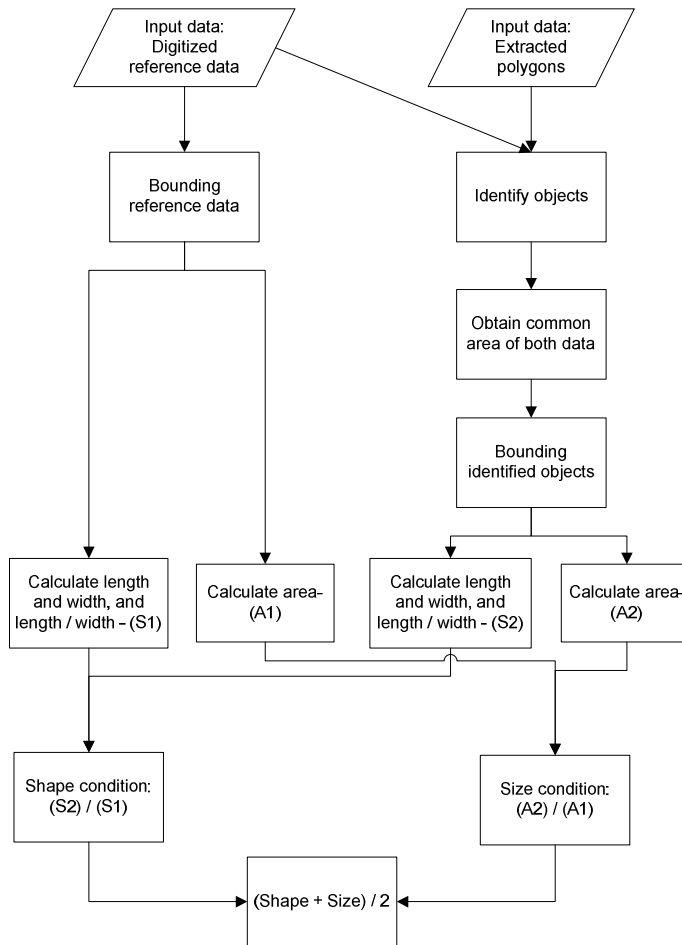 Input data:
Digitized
reference data
Input data:
Extracted
polygons
Bounding
reference data
Identify objects
Obtain common
area of both data
Bounding
identified objects
Calculate length
and width, and
length / width - (S1)
Calculate area-
(A1)
Calculate length
and width, and
length / width - (S2)
Calculate area-
(A2)
Shape condition:
(S2) / (S1)
Size condition:
(A2) / (A1)
(Shape + Size) / 2